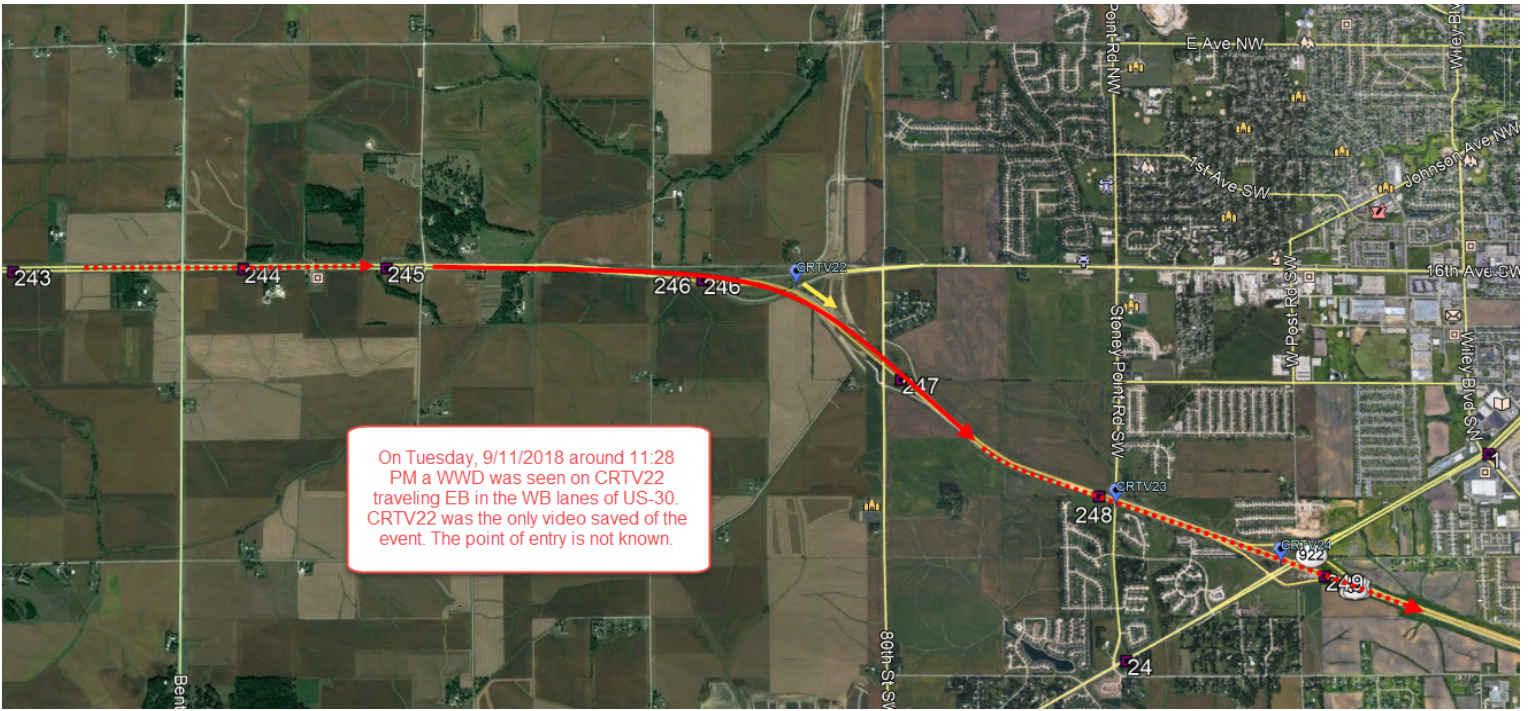 Point Rd NW
E Ave NW
Wiley Blv
Johnson Ave NW
1st Ave SW
243
244
245
246
246
CRTV22
16th Ave SW
W Post Rd SW
Stoney Point Rd SW
Wiley Blvd SW
247
On Tuesday, 9/11/2018 around 11:28
PM a WWD was seen on CRTV22
traveling EB in the WB lanes of US-30.
CRTV22 was the only video saved of the
event. The point of entry is not known.
1
CRTV23
248
CRTV24
922
249
80th St SW
24
Bent